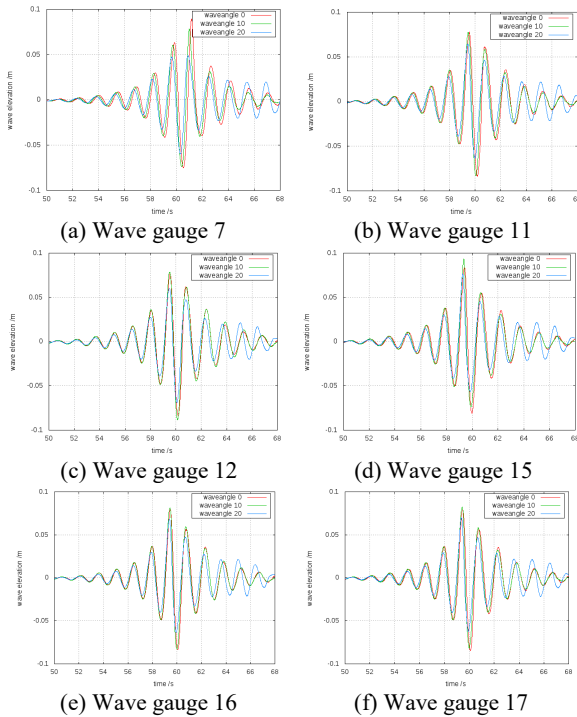 0.1
0.05
0
-0.05
-0.1
wave elevation /m
waveangle 0
waveangle 10
waveangle 20
50 52 54 56 58 60 62 64 66 68
time /s
(a) Wave gauge 7
0.1
0.05
0
-0.05
-0.1
wave elevation /m
waveangle 0
waveangle 10
waveangle 20
50 52 54 56 58 60 62 64 66 68
time /s
(b) Wave gauge 11
0.1
0.05
0
-0.05
-0.1
wave elevation /m
waveangle 0
waveangle 10
waveangle 20
50 52 54 56 58 60 62 64 66 68
time /s
(c) Wave gauge 12
0.1
0.05
0
-0.05
-0.1
wave elevation /m
waveangle 0
waveangle 10
waveangle 20
50 52 54 56 58 60 62 64 66 68
time /s
(d) Wave gauge 15
0.1
0.05
0
-0.05
-0.1
wave elevation /m
waveangle 0
waveangle 10
waveangle 20
50 52 54 56 58 60 62 64 66 68
time /s
(e) Wave gauge 16
0.1
0.05
0
-0.05
-0.1
wave elevation /m
waveangle 0
waveangle 10
waveangle 20
50 52 54 56 58 60 62 64 66 68
time /s
(f) Wave gauge 17